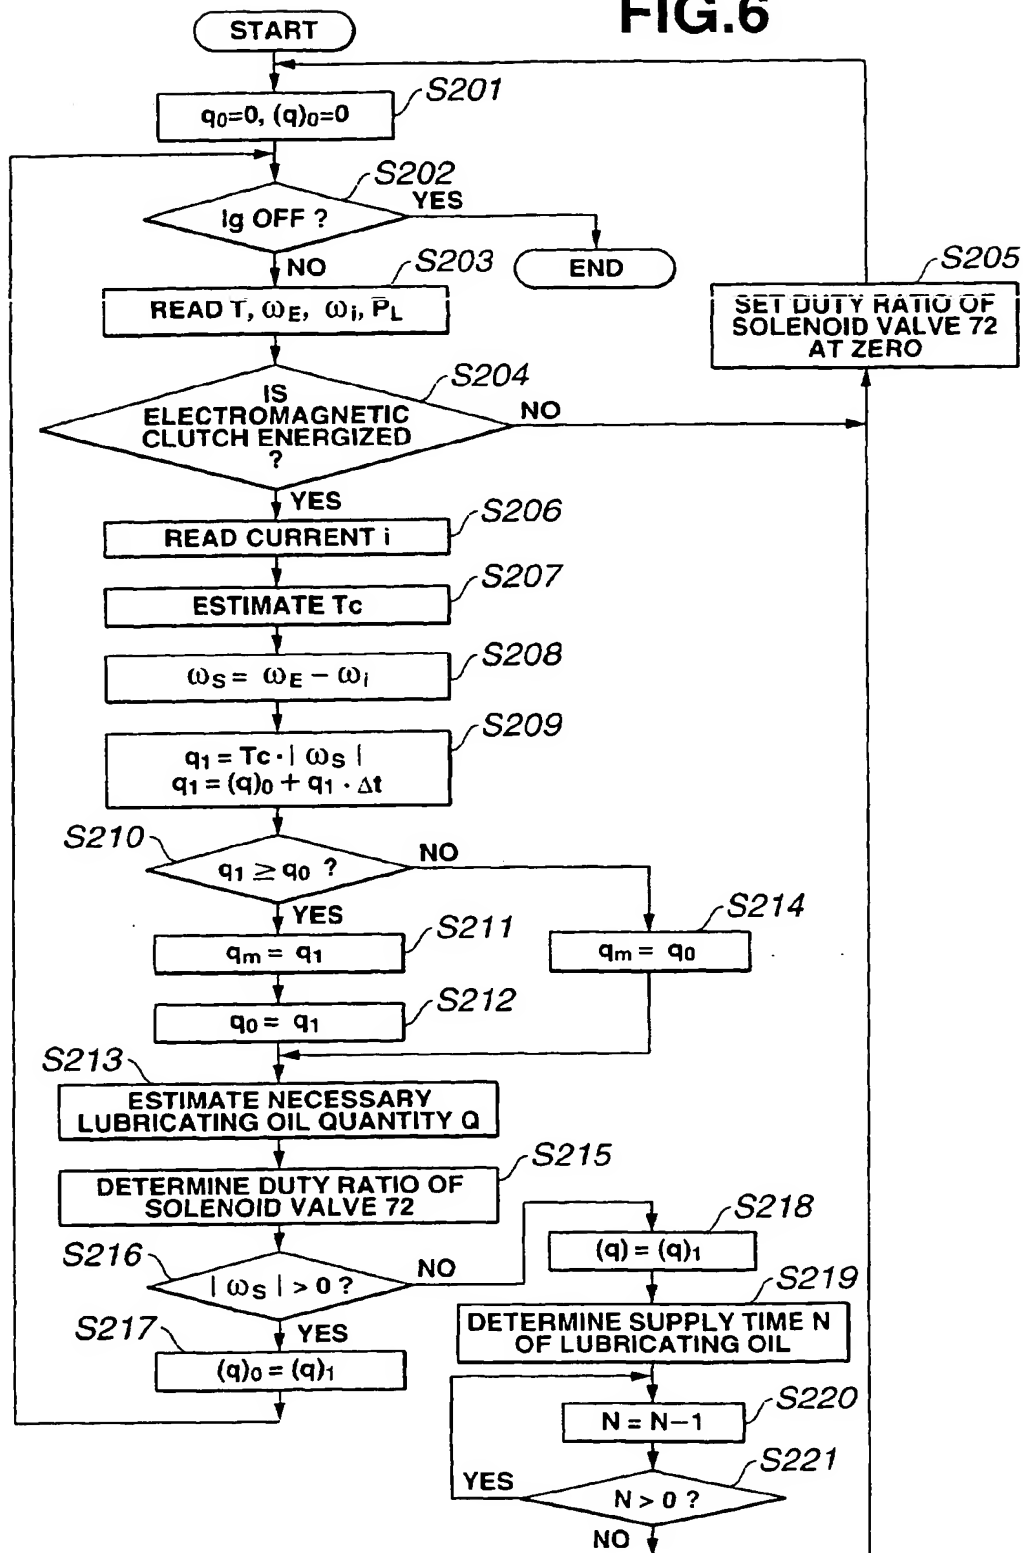 FIG.6
START
S201
q0=0, (q)0=0
S202
Ig OFF ?
YES
NO
END
S203
READ T, ωE, ωi, PL
S205
SET DUTY RATIO OF
SOLENOID VALVE 72
AT ZERO
S204
IS
ELECTROMAGNETIC
CLUTCH ENERGIZED
?
NO
YES
S206
READ CURRENT i
S207
ESTIMATE Tc
S208
ωS = ωE − ωi
S209
q1 = Tc · | ωS |
q1 = (q)0 + q1 · Δt
S210
q1 ≥ q0 ?
NO
YES
S211
qm = q1
S214
qm = q0
S212
q0 = q1
S213
ESTIMATE NECESSARY
LUBRICATING OIL QUANTITY Q
S215
DETERMINE DUTY RATIO OF
SOLENOID VALVE 72
S216
| ωS | > 0 ?
NO
YES
S218
(q) = (q)1
S217
(q)0 = (q)1
S219
DETERMINE SUPPLY TIME N
OF LUBRICATING OIL
S220
N = N−1
S221
N > 0 ?
YES
NO